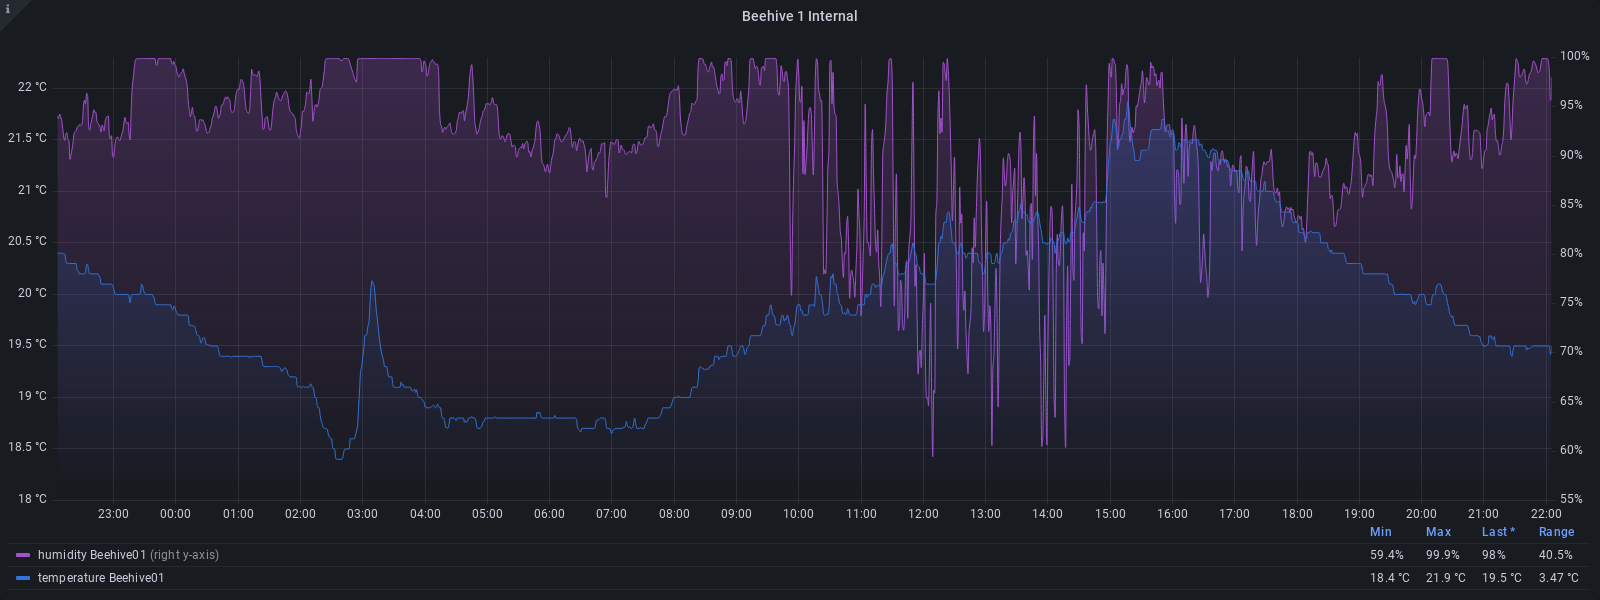 i
Beehive 1 Internal
22 °C
21.5 °C
21 °C
20.5 °C
20 °C
19.5 °C
19 °C
18.5 °C
18 °C
100%
95%
90%
85%
80%
75%
70%
65%
60%
55%
23:00 00:00 01:00 02:00 03:00 04:00 05:00 06:00 07:00 08:00 09:00 10:00 11:00 12:00 13:00 14:00 15:00 16:00 17:00 18:00 19:00 20:00 21:00 22:00
Min Max Last * Range
humidity Beehive01 (right y-axis) 59.4% 99.9% 98% 40.5%
temperature Beehive01 18.4 °C 21.9 °C 19.5 °C 3.47 °C